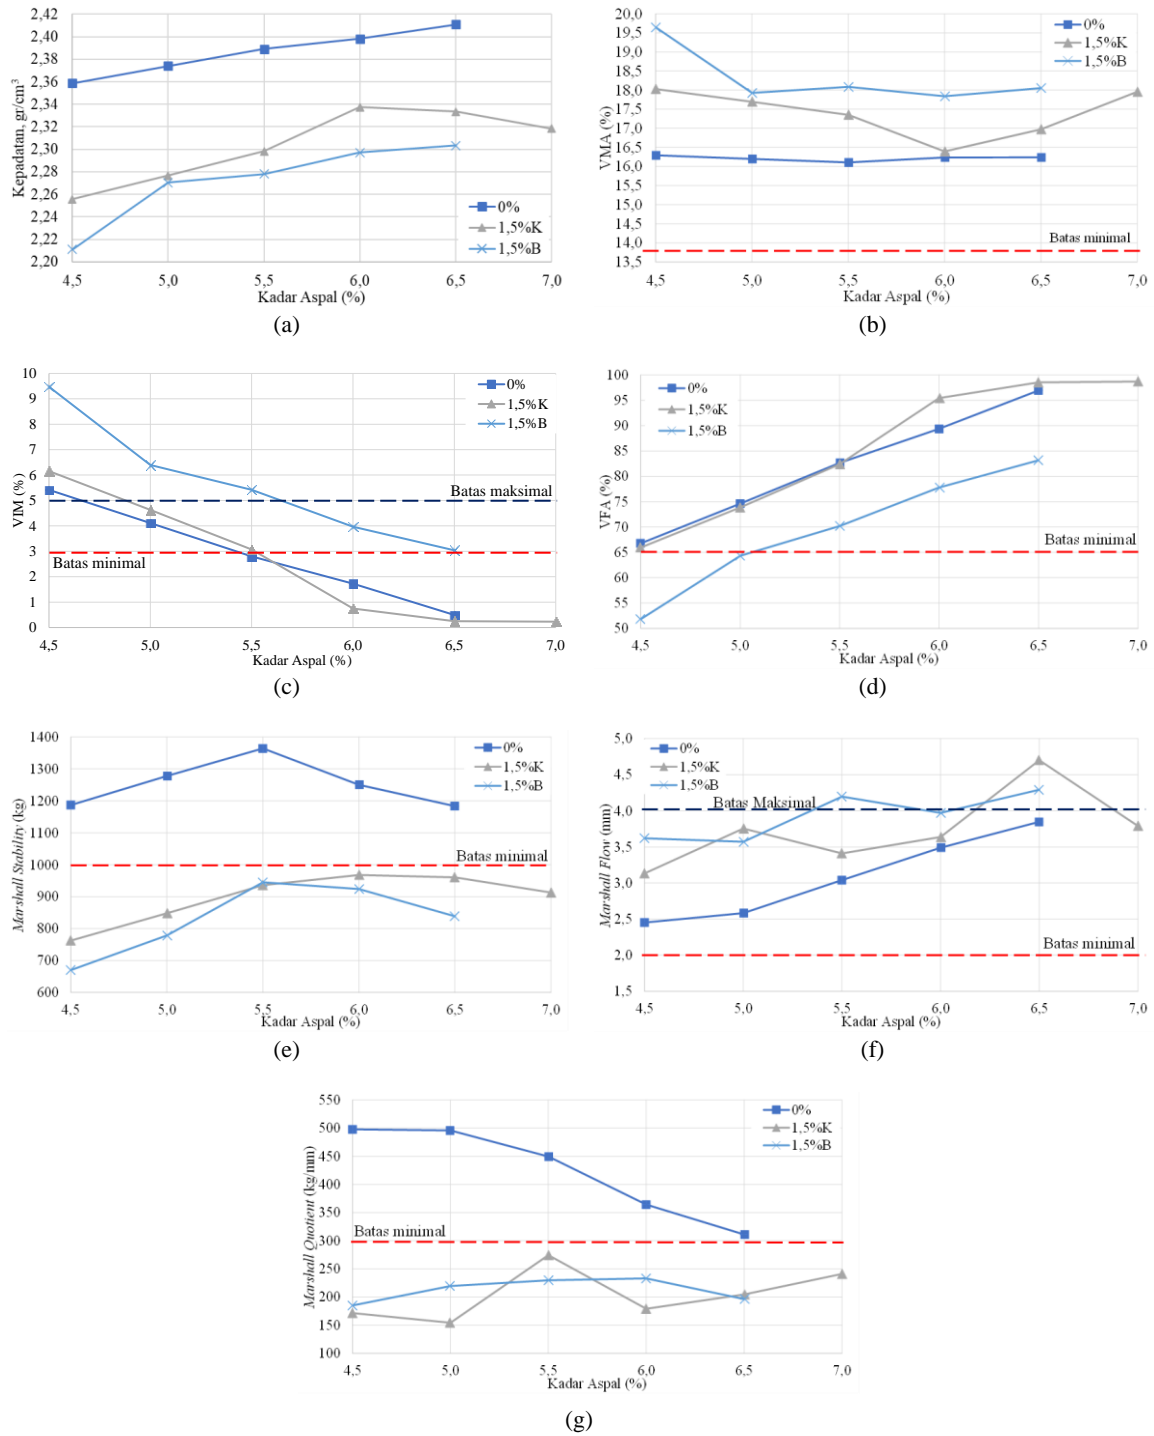 2,42
2,40
2,38
2,36
2,34
2,32
2,30
2,28
2,26
2,24
2,22
2,20
Kepadatan, gr/cm³
0%
1,5%K
1,5%B
4,5 5,0 5,5 6,0 6,5 7,0
Kadar Aspal (%)
(a)
20,0
19,5
19,0
18,5
18,0
17,5
17,0
16,5
16,0
15,5
15,0
14,5
14,0
13,5
VMA (%)
0%
1,5%K
1,5%B
Batas minimal
4,5 5,0 5,5 6,0 6,5 7,0
Kadar Aspal (%)
(b)
10
9
8
7
6
5
4
3
2
1
0
VIM (%)
0%
1,5%K
1,5%B
Batas maksimal
Batas minimal
4,5 5,0 5,5 6,0 6,5 7,0
Kadar Aspal (%)
(c)
100
95
90
85
80
75
70
65
60
55
50
VFA (%)
0%
1,5%K
1,5%B
Batas minimal
4,5 5,0 5,5 6,0 6,5 7,0
Kadar Aspal (%)
(d)
1400
1300
1200
1100
1000
900
800
700
600
Marshall Stability (kg)
0%
1,5%K
1,5%B
Batas minimal
4,5 5,0 5,5 6,0 6,5 7,0
Kadar Aspal (%)
(e)
5,0
4,5
4,0
3,5
3,0
2,5
2,0
1,5
Marshall Flow (mm)
0%
1,5%K
1,5%B
Batas Maksimal
Batas minimal
4,5 5,0 5,5 6,0 6,5 7,0
Kadar Aspal (%)
(f)
550
500
450
400
350
300
250
200
150
100
Marshall Quotient (kg/mm)
0%
1,5%K
1,5%B
Batas minimal
4,5 5,0 5,5 6,0 6,5 7,0
Kadar Aspal (%)
(g)